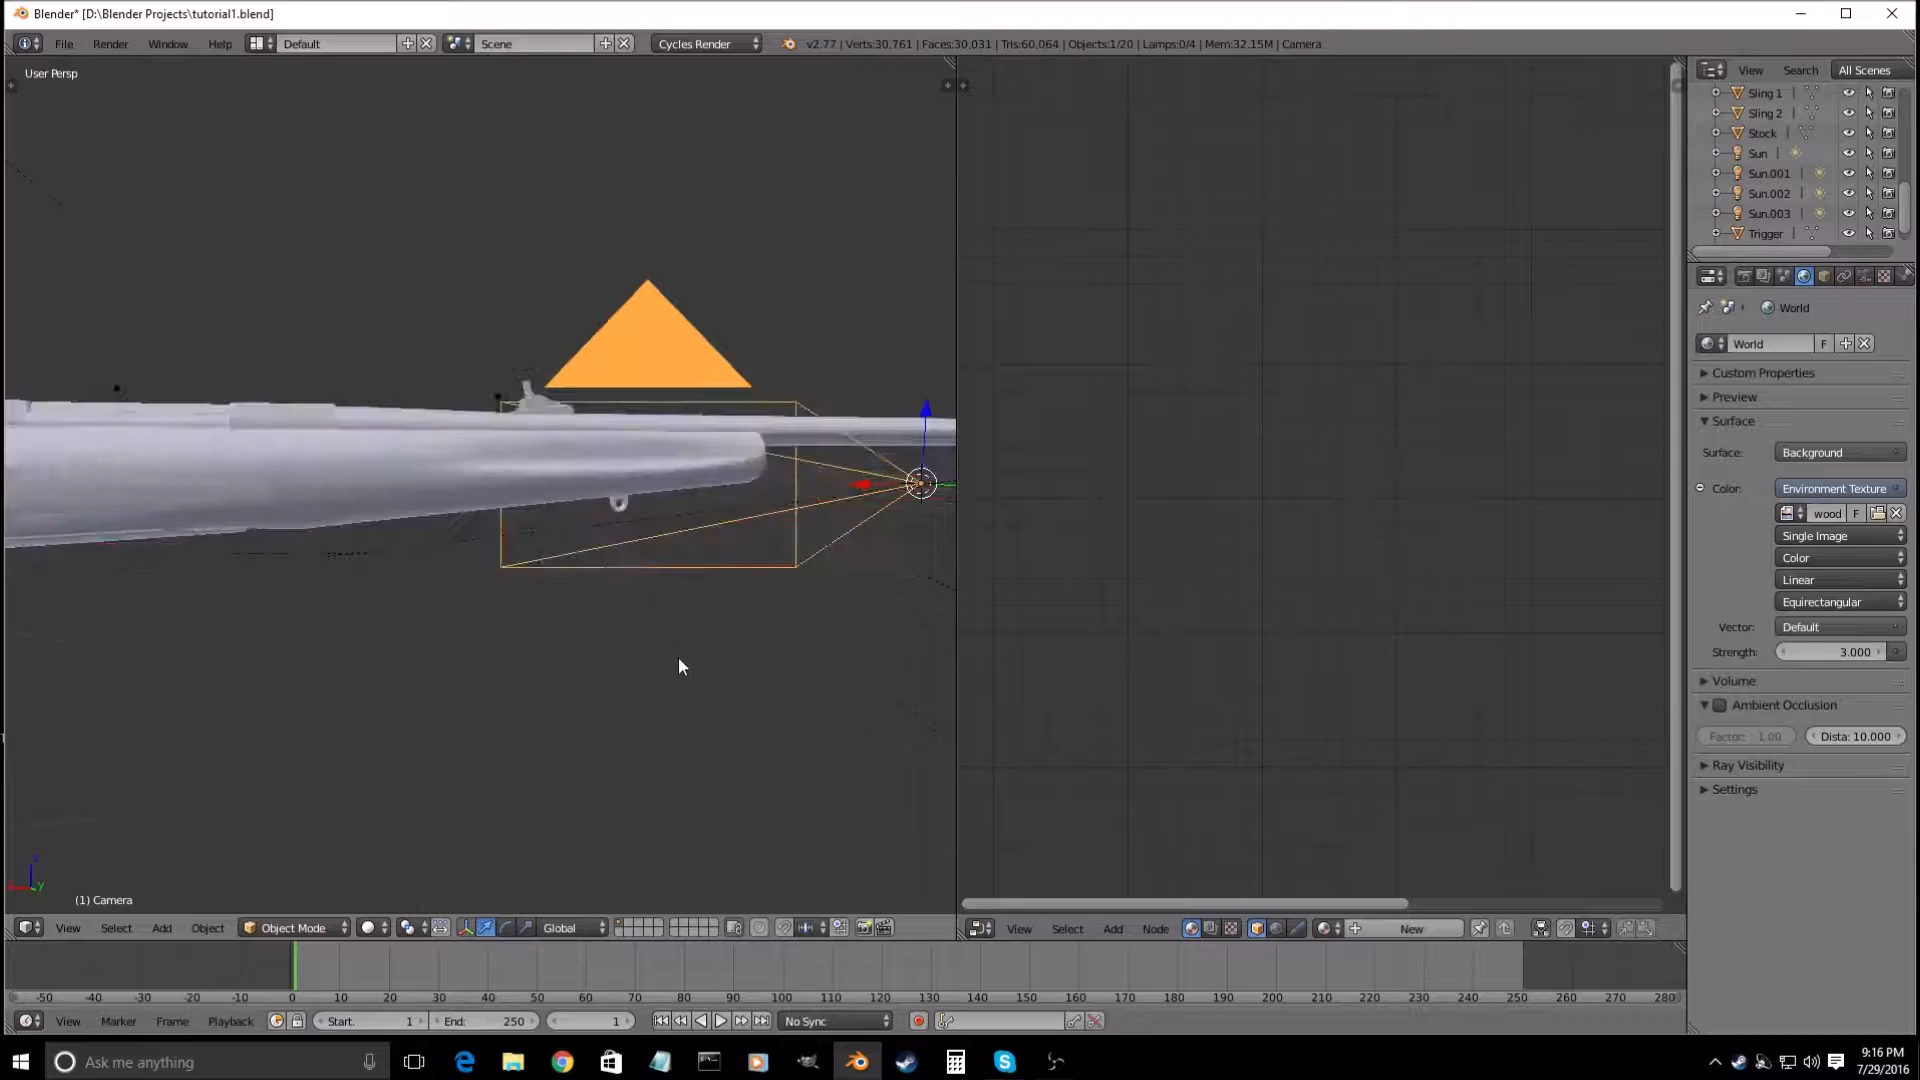 Blender* [D:\Blender Projects\tutorial1.blend]
File Render Window Help Default Scene Cycles Render v2.77 | Verts:30,761 | Faces:30,031 | Tris:60,064 | Objects:1/20 | Lamps:0/4 | Mem:32.15M | Camera
User Persp
View Search All Scenes
Sling 1
Sling 2
Stock
Sun
Sun.001
Sun.002
Sun.003
Trigger
World
World F
Custom Properties
Preview
Surface
Surface: Background
Color: Environment Texture
wood F
Single Image
Color
Linear
Equirectangular
Vector: Default
Strength: 3.000
Volume
Ambient Occlusion
Factor: 1.00 Dista: 10.000
Ray Visibility
Settings
(1) Camera
View Select Add Object Object Mode Global
View Select Add Node New
-50 -40 -30 -20 -10 0 10 20 30 40 50 60 70 80 90 100 110 120 130 140 150 160 170 180 190 200 210 220 230 240 250 260 270 280
View Marker Frame Playback Start: 1 End: 250 1 No Sync
Ask me anything
9:16 PM
7/29/2016